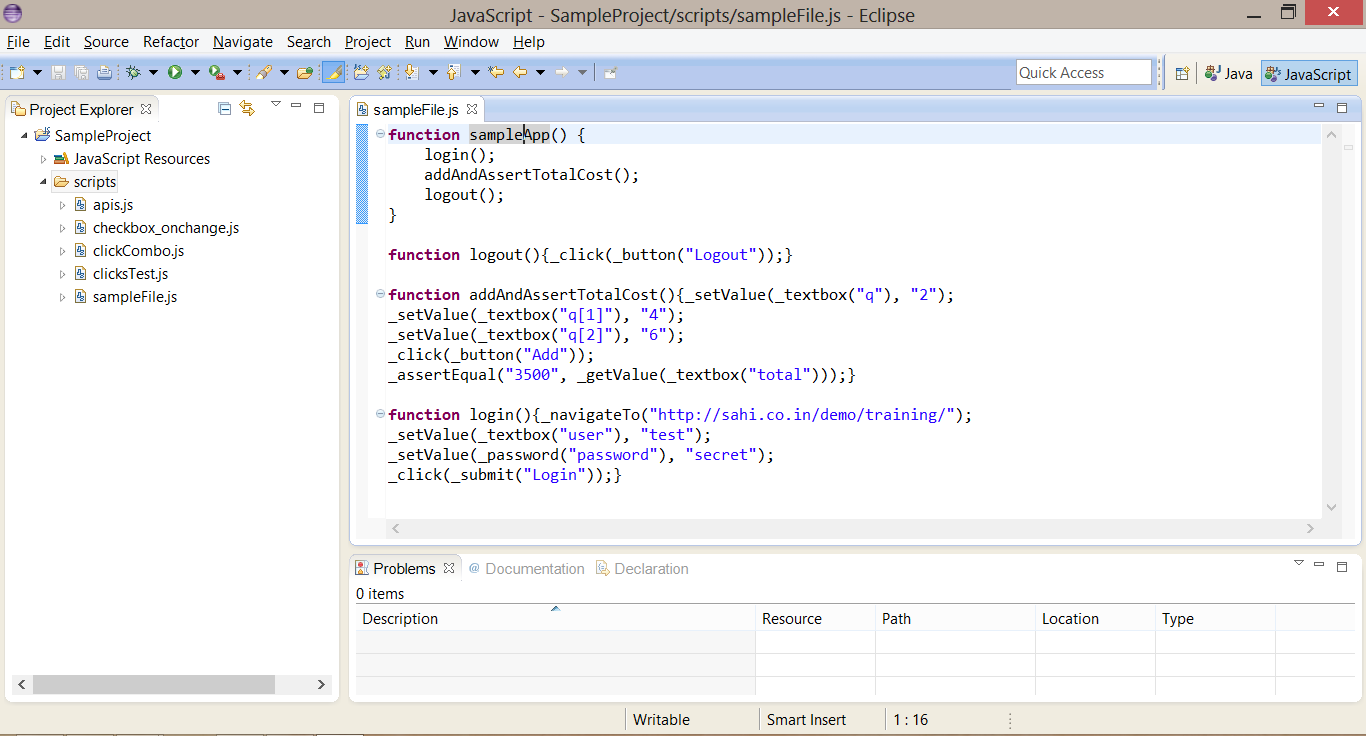 JavaScript - SampleProject/scripts/sampleFile.js - Eclipse
File Edit Source Refactor Navigate Search Project Run Window Help
Quick Access Java JavaScript
Project Explorer
SampleProject
JavaScript Resources
scripts
apis.js
checkbox_onchange.js
clickCombo.js
clicksTest.js
sampleFile.js
sampleFile.js
function sampleApp() {
    login();
    addAndAssertTotalCost();
    logout();
}
function logout(){_click(_button("Logout"));}
function addAndAssertTotalCost(){_setValue(_textbox("q"), "2");
_setValue(_textbox("q[1]"), "4");
_setValue(_textbox("q[2]"), "6");
_click(_button("Add"));
_assertEqual("3500", _getValue(_textbox("total")));}
function login(){_navigateTo("http://sahi.co.in/demo/training/");
_setValue(_textbox("user"), "test");
_setValue(_password("password"), "secret");
_click(_submit("Login"));}
Problems @ Documentation Declaration
0 items
Description Resource Path Location Type
Writable Smart Insert 1 : 16